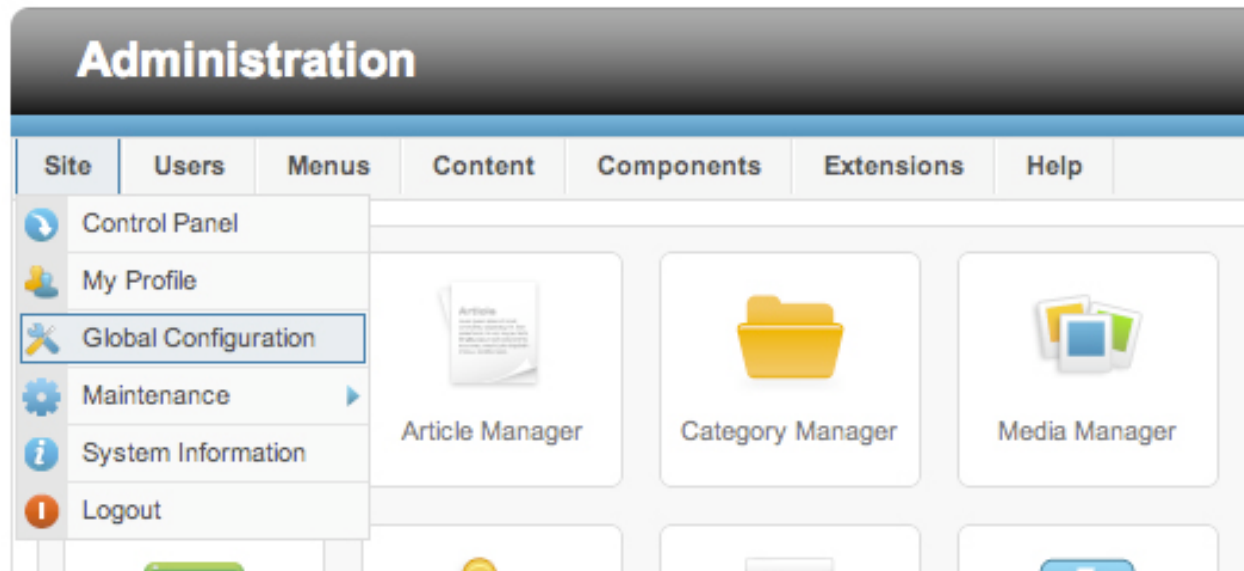 Administration
Site Users Menus Content Components Extensions Help
Control Panel
My Profile
Global Configuration
Maintenance
System Information
Logout
Article
Article Manager
Category Manager
Media Manager